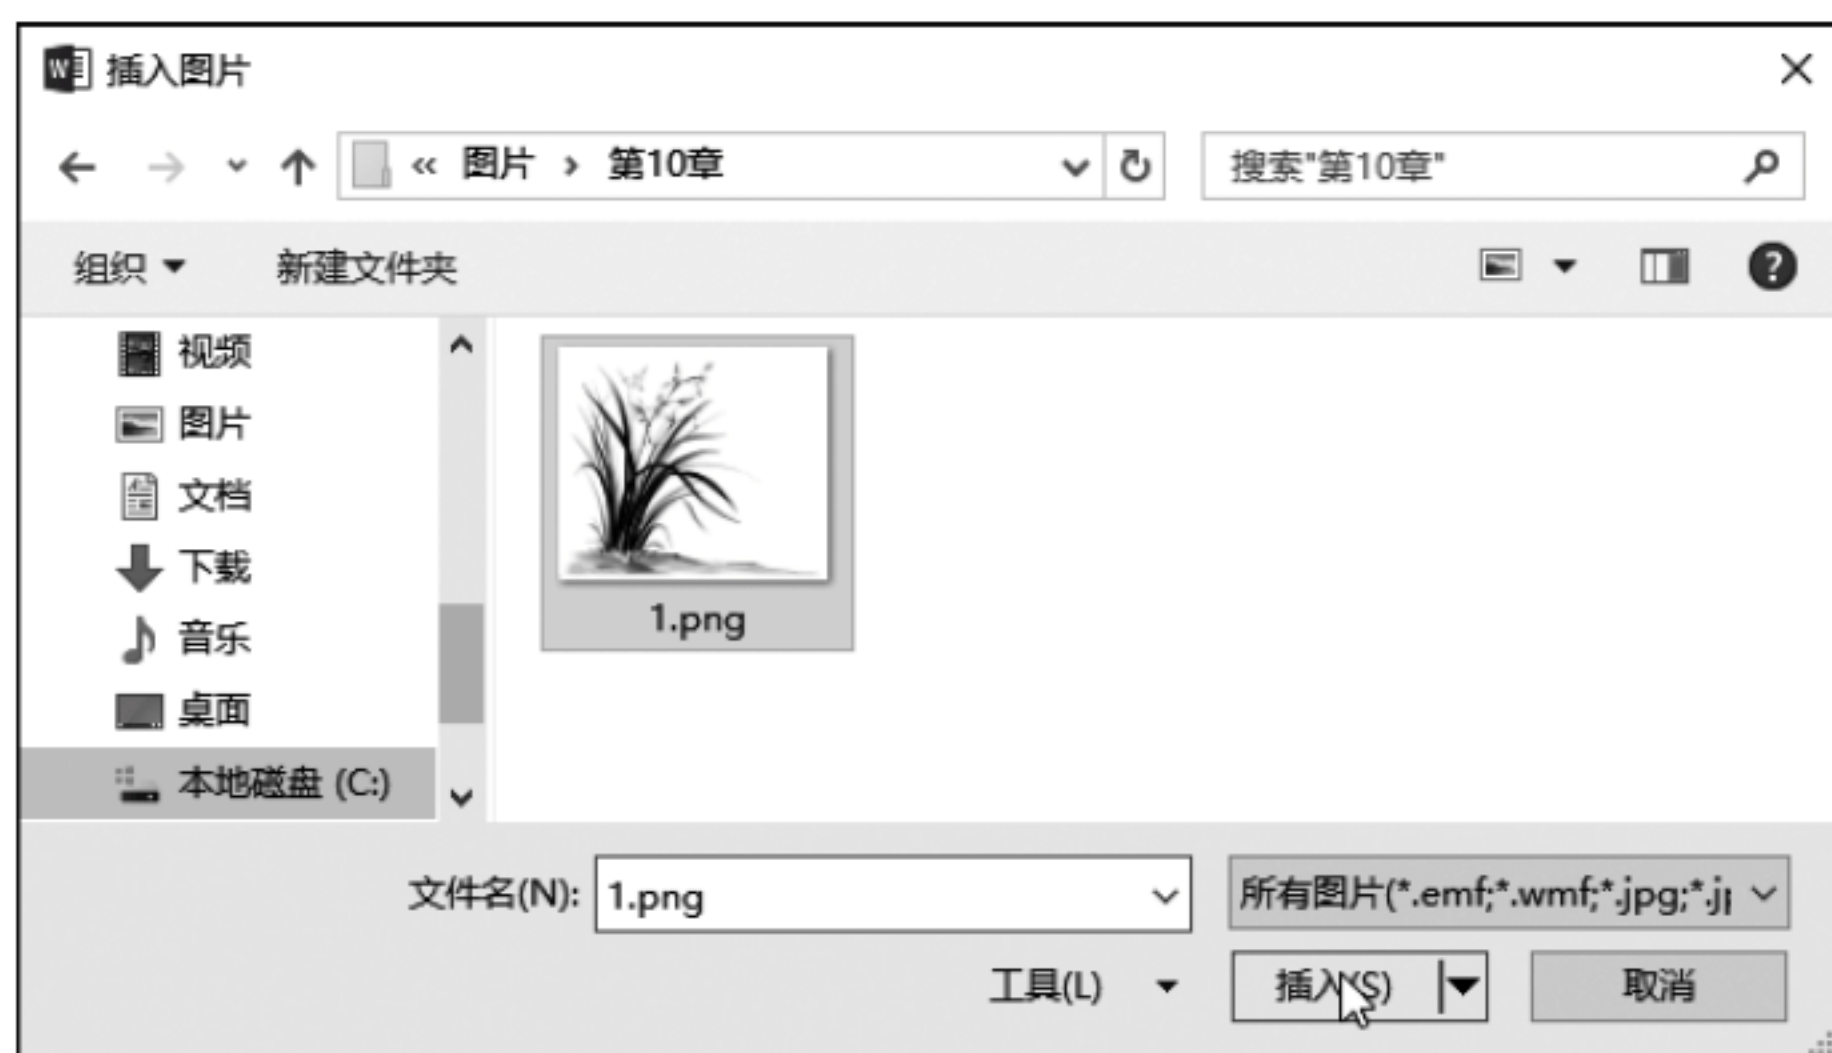 插入图片
« 图片 › 第10章 搜索"第10章"
组织 新建文件夹
视频
图片
文档
下载
音乐
桌面
本地磁盘 (C:)
1.png
文件名(N): 1.png 所有图片(*.emf;*.wmf;*.jpg;*.j
工具(L) 插入(S) 取消